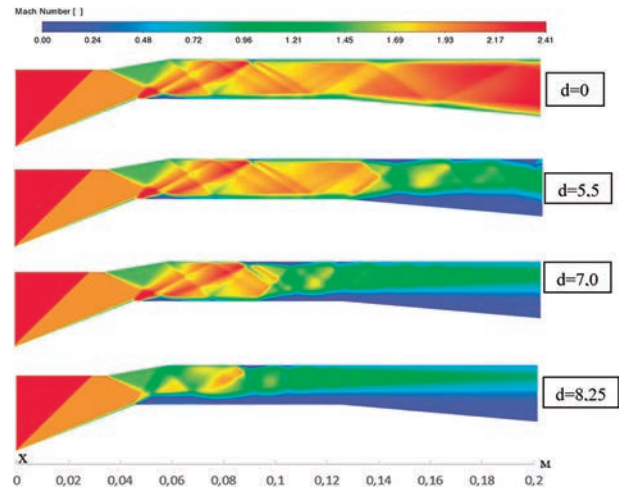 Mach Number [ ]
0.00 0.24 0.48 0.72 0.96 1.21 1.45 1.69 1.93 2.17 2.41
d=0
d=5.5
d=7.0
d=8.25
X M
0 0,02 0,04 0,06 0,08 0,1 0,12 0,14 0,16 0,18 0,2